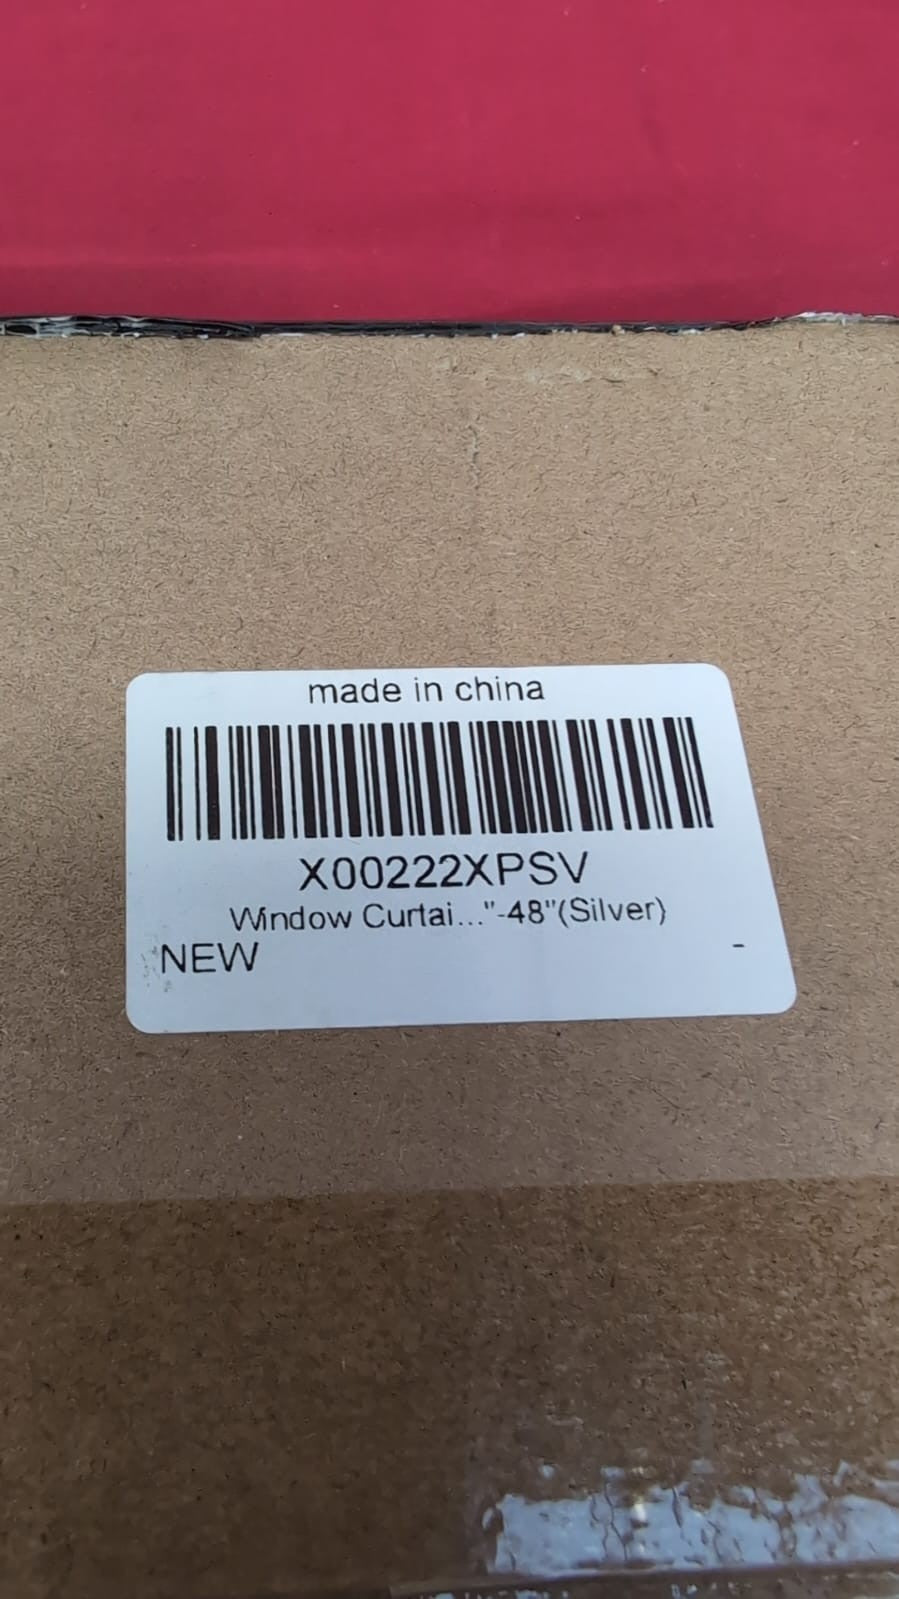 made in china
X00222XPSV
Window Curtai..."-48"(Silver)
NEW -